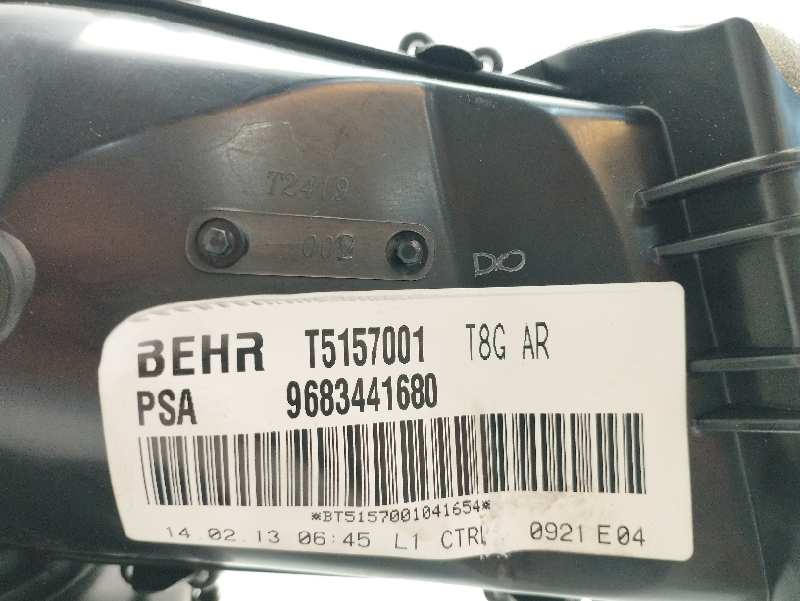 T2419
BEHR T5157001 T8G AR
PSA 9683441680
*BT5157001041654*
14.02.13 06:45 L1 CTRL 0921 E04